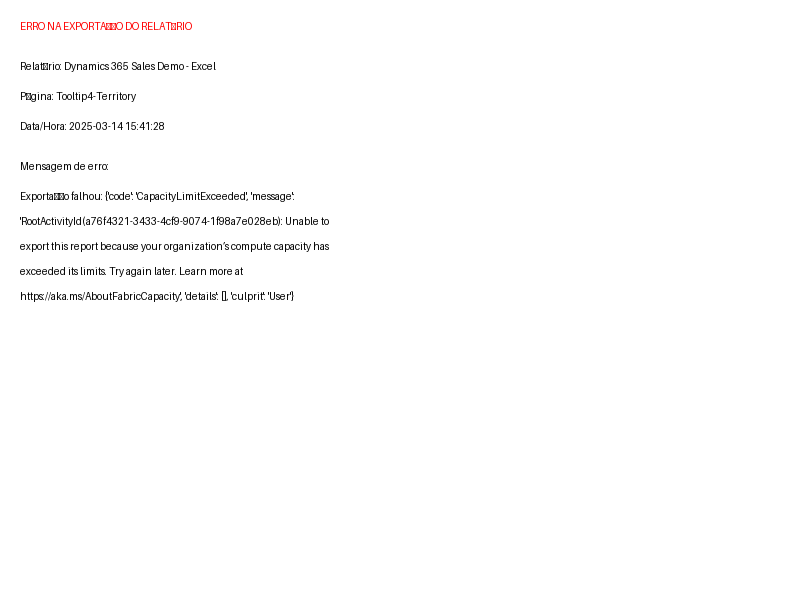 ERRO NA EXPORTA□□O DO RELAT□RIO
Relat□rio: Dynamics 365 Sales Demo - Excel
P□gina: Tooltip4-Territory
Data/Hora: 2025-03-14 15:41:28
Mensagem de erro:
Exporta□□o falhou: {'code': 'CapacityLimitExceeded', 'message':
'RootActivityId(a76f4321-3433-4cf9-9074-1f98a7e028eb): Unable to
export this report because your organization’s compute capacity has
exceeded its limits. Try again later. Learn more at
https://aka.ms/AboutFabricCapacity', 'details': [], 'culprit': 'User'}